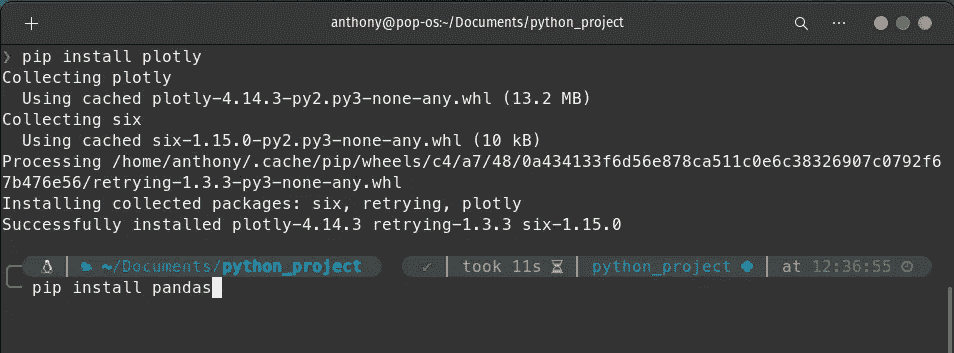 anthony@pop-os:~/Documents/python_project
❯ pip install plotly
Collecting plotly
  Using cached plotly-4.14.3-py2.py3-none-any.whl (13.2 MB)
Collecting six
  Using cached six-1.15.0-py2.py3-none-any.whl (10 kB)
Processing /home/anthony/.cache/pip/wheels/c4/a7/48/0a434133f6d56e878ca511c0e6c38326907c0792f6
7b476e56/retrying-1.3.3-py3-none-any.whl
Installing collected packages: six, retrying, plotly
Successfully installed plotly-4.14.3 retrying-1.3.3 six-1.15.0
~/Documents/python_project ✓ took 11s python_project at 12:36:55
pip install pandas